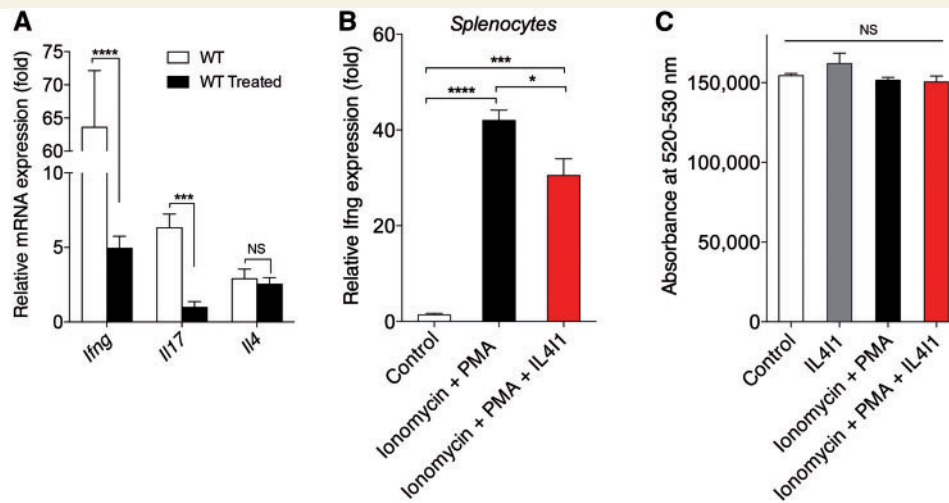 A
Relative mRNA expression (fold)
75
70
65
60
10
5
0
****
***
NS
WT
WT Treated
Ifng
Il17
Il4
B
Splenocytes
Relative Ifng expression (fold)
60
40
20
0
***
****
*
Control
Ionomycin + PMA
Ionomycin + PMA + IL4I1
C
NS
Absorbance at 520-530 nm
150,000
100,000
50,000
0
Control
IL4I1
Ionomycin + PMA
Ionomycin + PMA + IL4I1